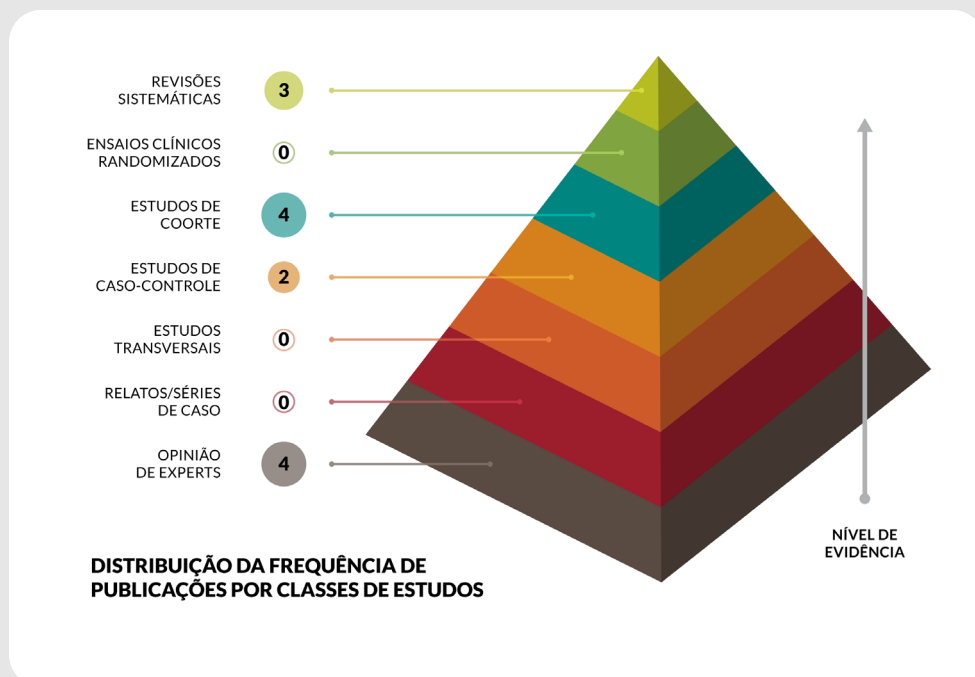 REVISÕES
SISTEMÁTICAS
3
ENSAIOS CLÍNICOS
RANDOMIZADOS
0
ESTUDOS DE
COORTE
4
ESTUDOS DE
CASO-CONTROLE
2
ESTUDOS
TRANSVERSAIS
0
RELATOS/SÉRIES
DE CASO
0
OPINIÃO
DE EXPERTS
4
NÍVEL DE
EVIDÊNCIA
DISTRIBUIÇÃO DA FREQUÊNCIA DE
PUBLICAÇÕES POR CLASSES DE ESTUDOS